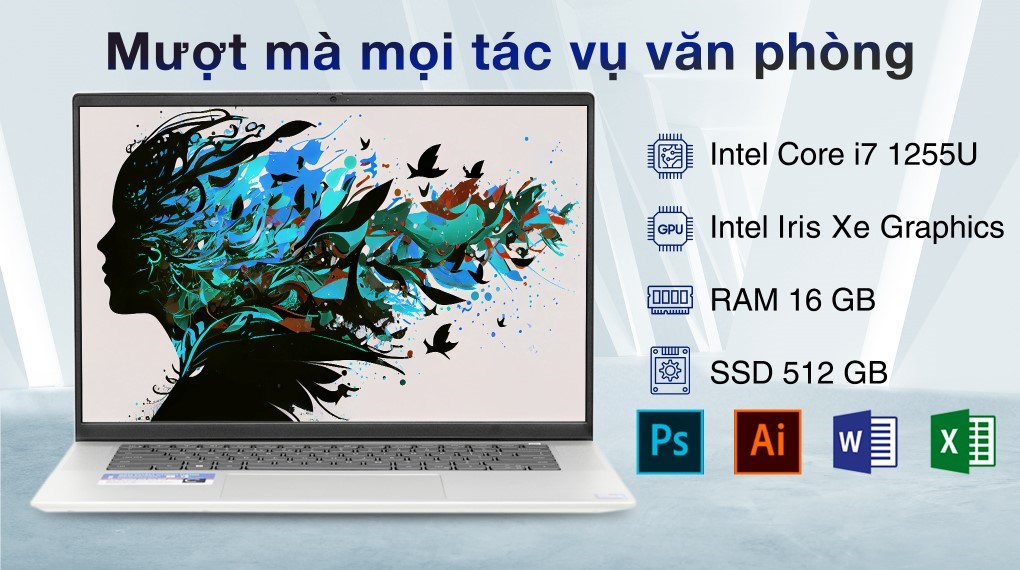 Mượt mà mọi tác vụ văn phòng
Intel Core i7 1255U
GPU
Intel Iris Xe Graphics
RAM 16 GB
SSD 512 GB
Ps
Ai
W
X